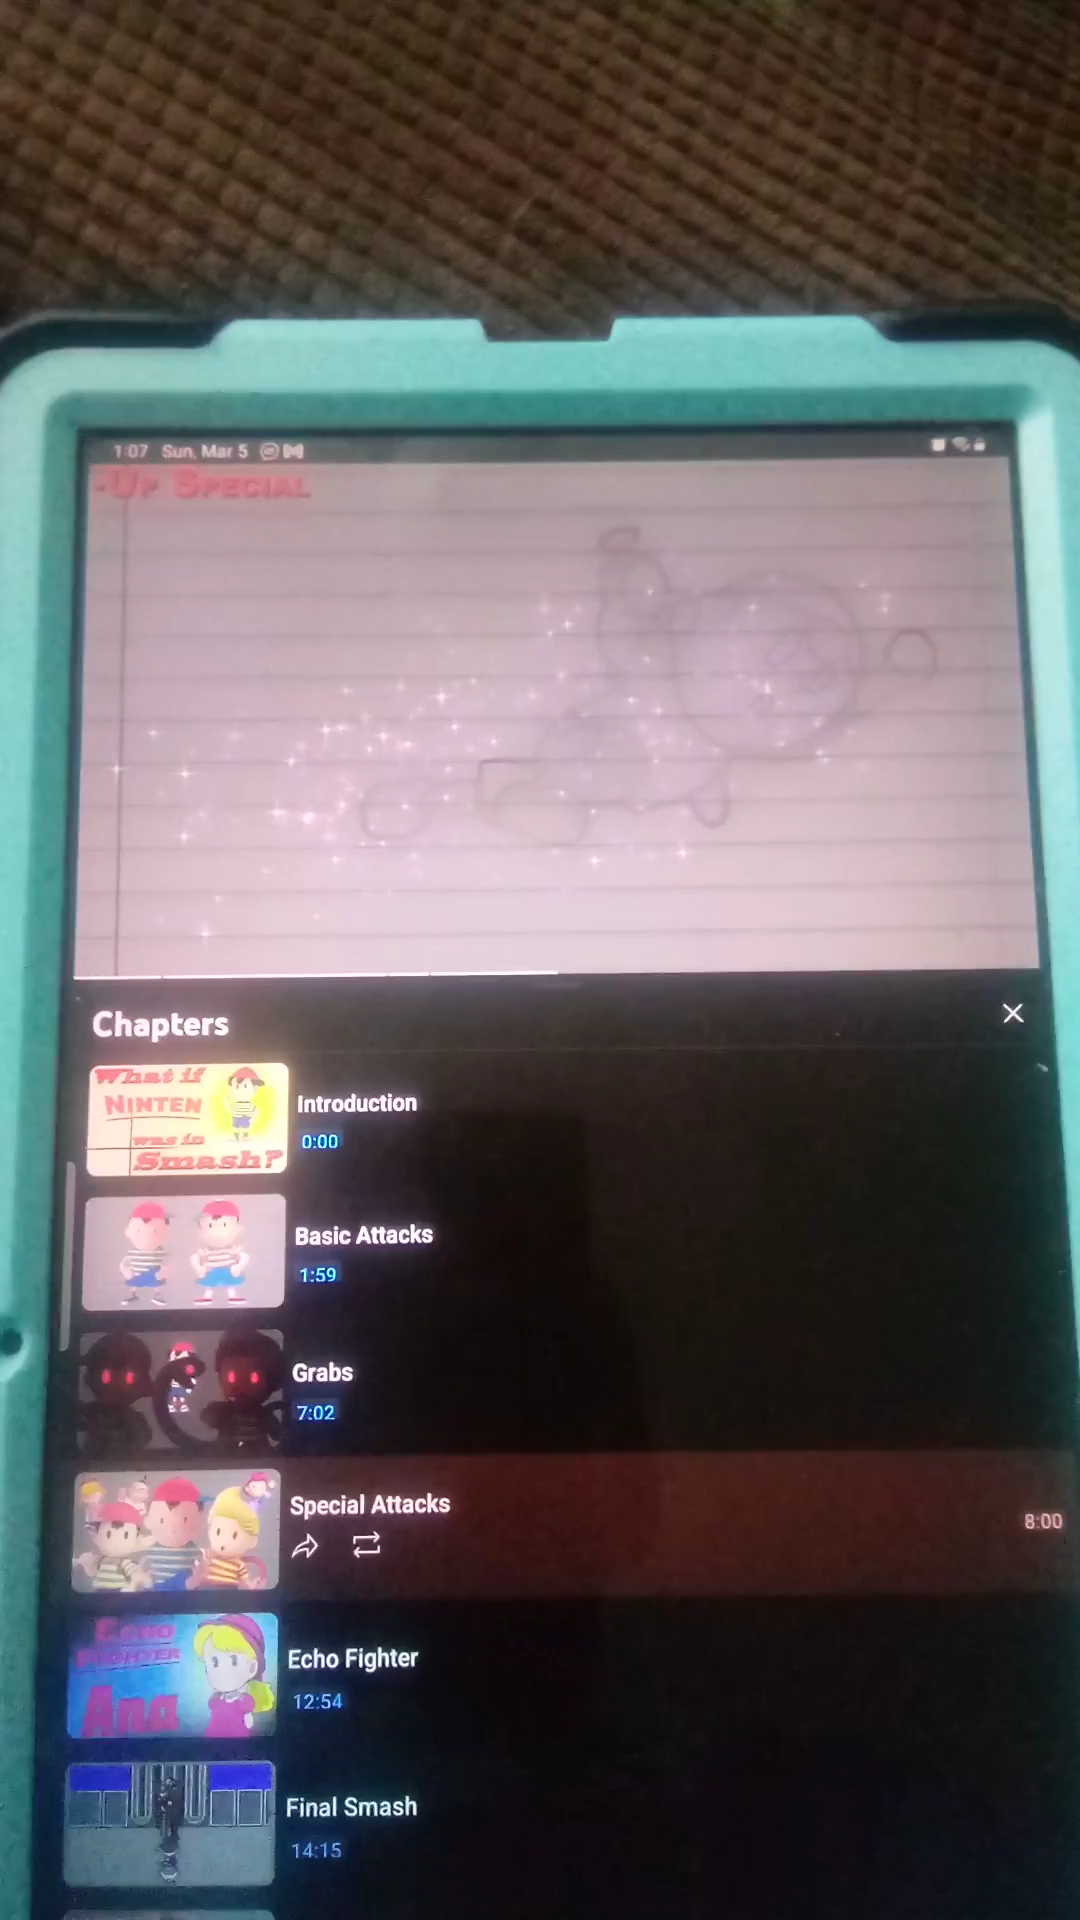 1:07 Sun, Mar 5
-Up Special
Chapters
What if
Ninten
was in
Smash?
Introduction
0:00
Basic Attacks
1:59
Grabs
7:02
Special Attacks
8:00
Echo
Fighter
Ana
Echo Fighter
12:54
Final Smash
14:15